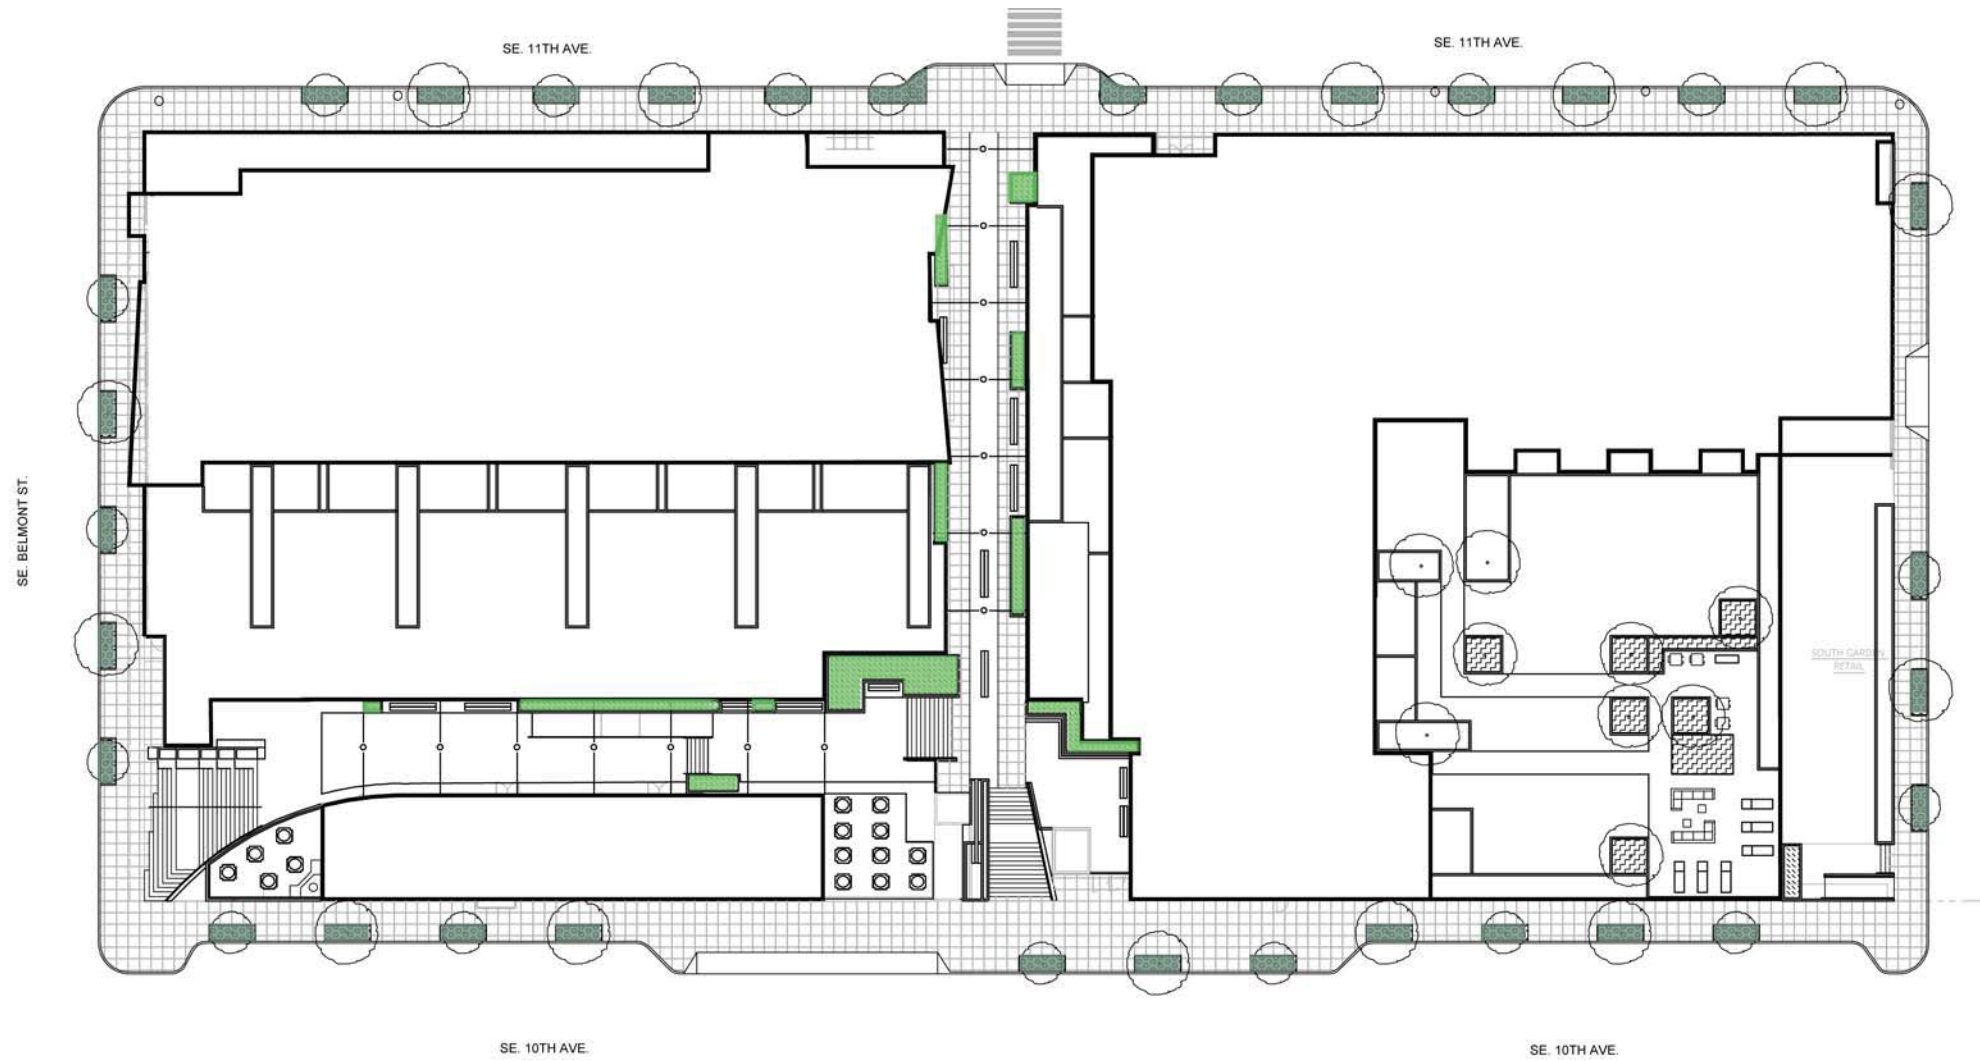 SE. 11TH AVE.
SE. 11TH AVE.
SE. BELMONT ST.
SOUTH GARDEN
RETAIL
SE. 10TH AVE.
SE. 10TH AVE.